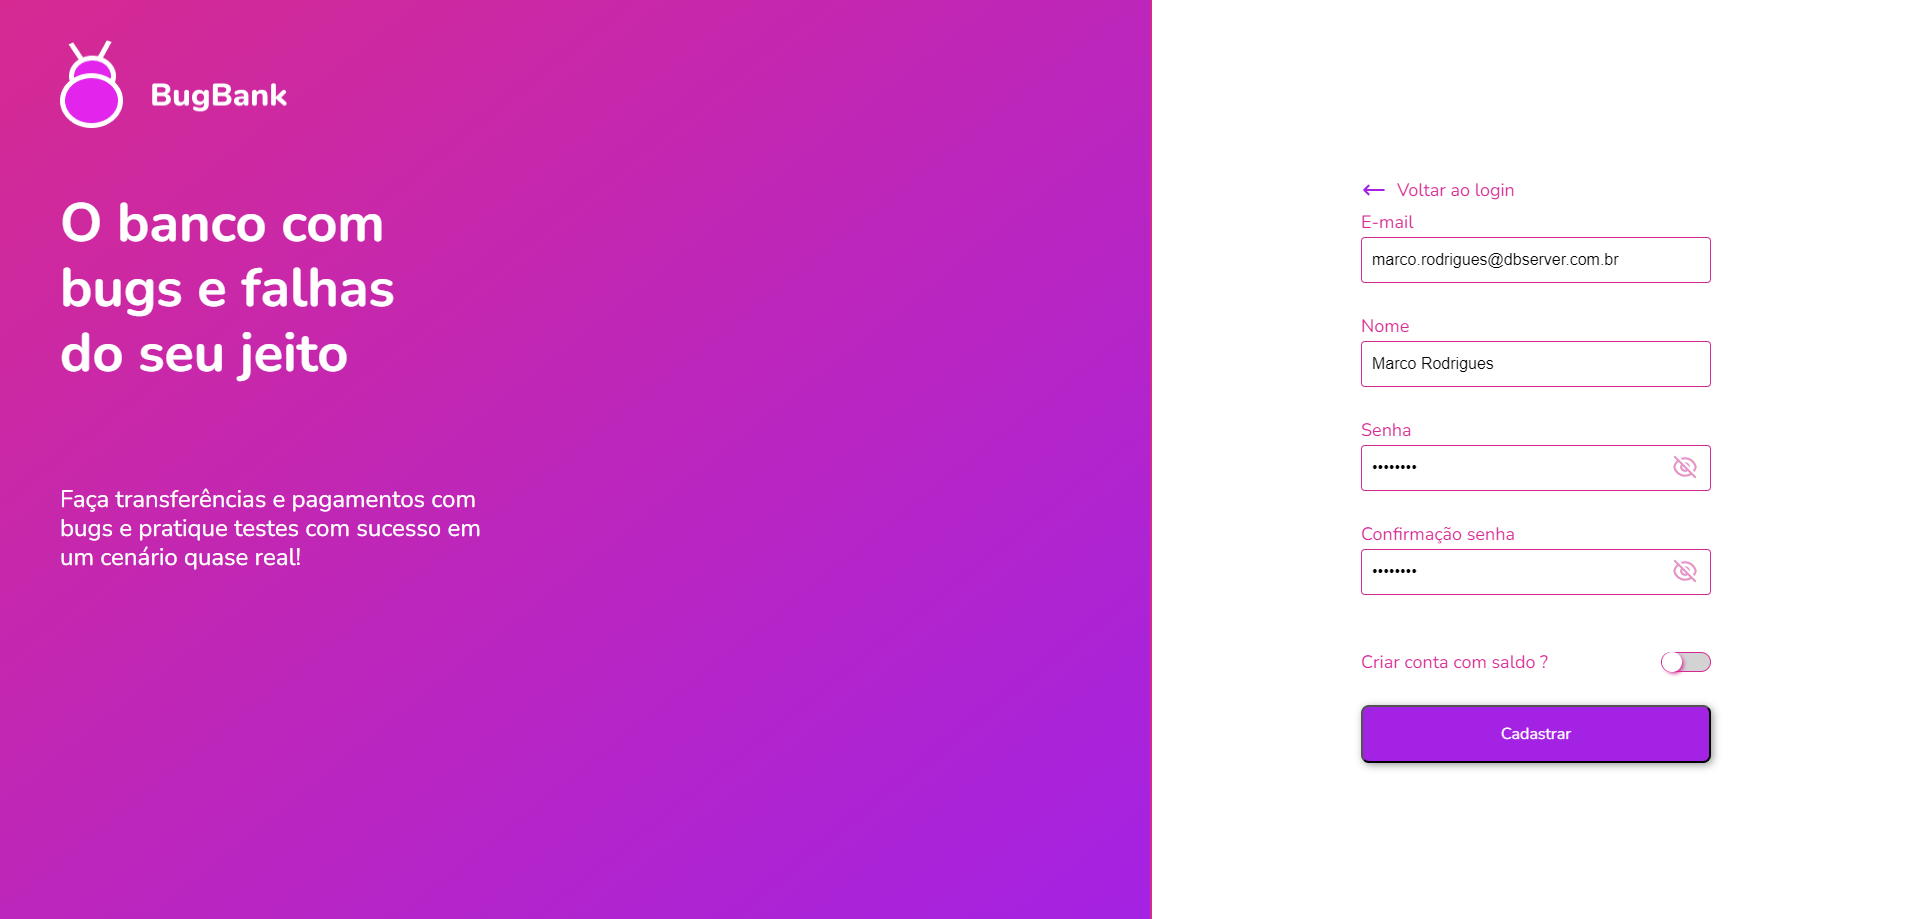 BugBank
O banco com
bugs e falhas
do seu jeito
Faça transferências e pagamentos com
bugs e pratique testes com sucesso em
um cenário quase real!
Voltar ao login
E-mail
marco.rodrigues@dbserver.com.br
Nome
Marco Rodrigues
Senha
••••••••
Confirmação senha
••••••••
Criar conta com saldo ?
Cadastrar